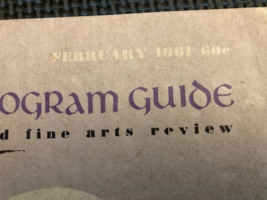 FEBRUARY 1961 60c
OGRAM GUIDE
d fine arts review